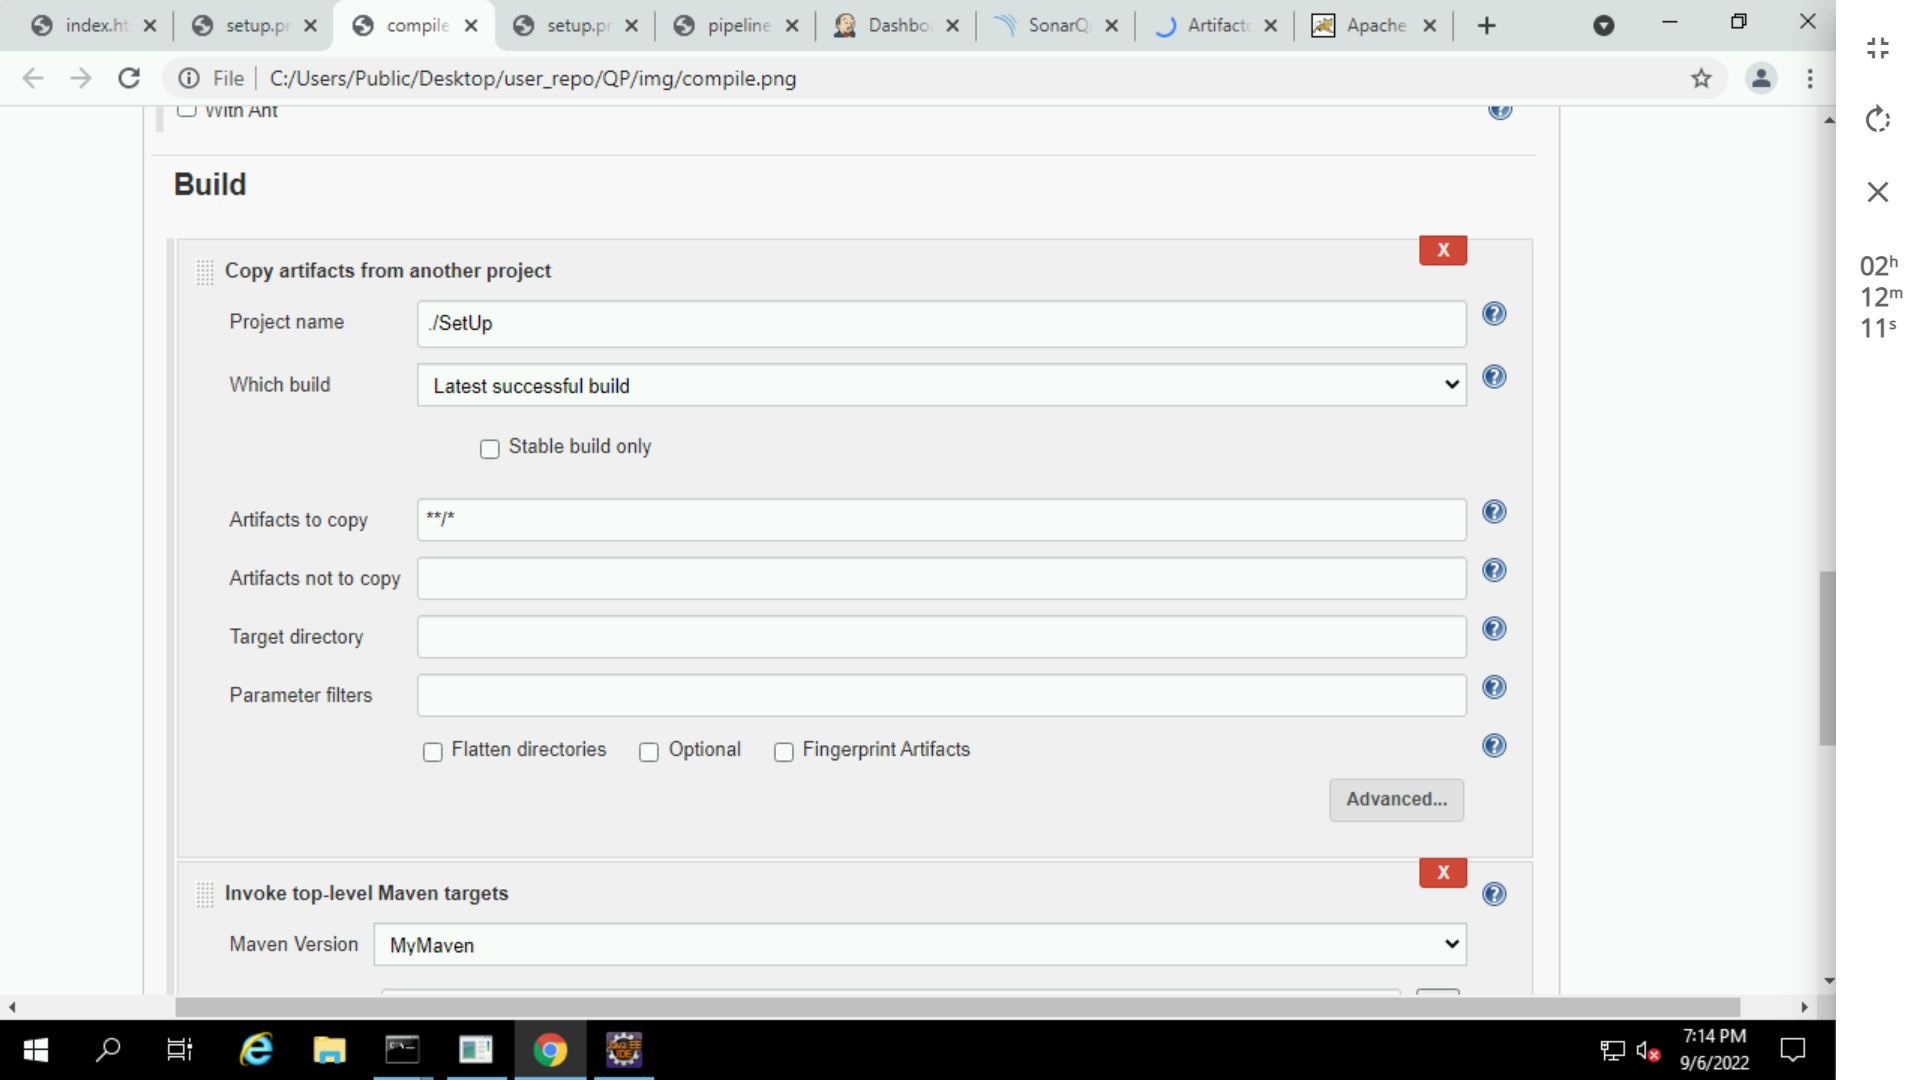 index.ht
setup.pr
compile
setup.pr
pipeline
Dashbo
SonarQ
Artifact
Apache
File
C:/Users/Public/Desktop/user_repo/QP/img/compile.png
With Ant
Build
X
Copy artifacts from another project
Project name
./SetUp
Which build
Latest successful build
Stable build only
Artifacts to copy
**/*
Artifacts not to copy
Target directory
Parameter filters
Flatten directories
Optional
Fingerprint Artifacts
Advanced...
X
Invoke top-level Maven targets
Maven Version
MyMaven
7:14 PM
9/6/2022
02h
12m
11s